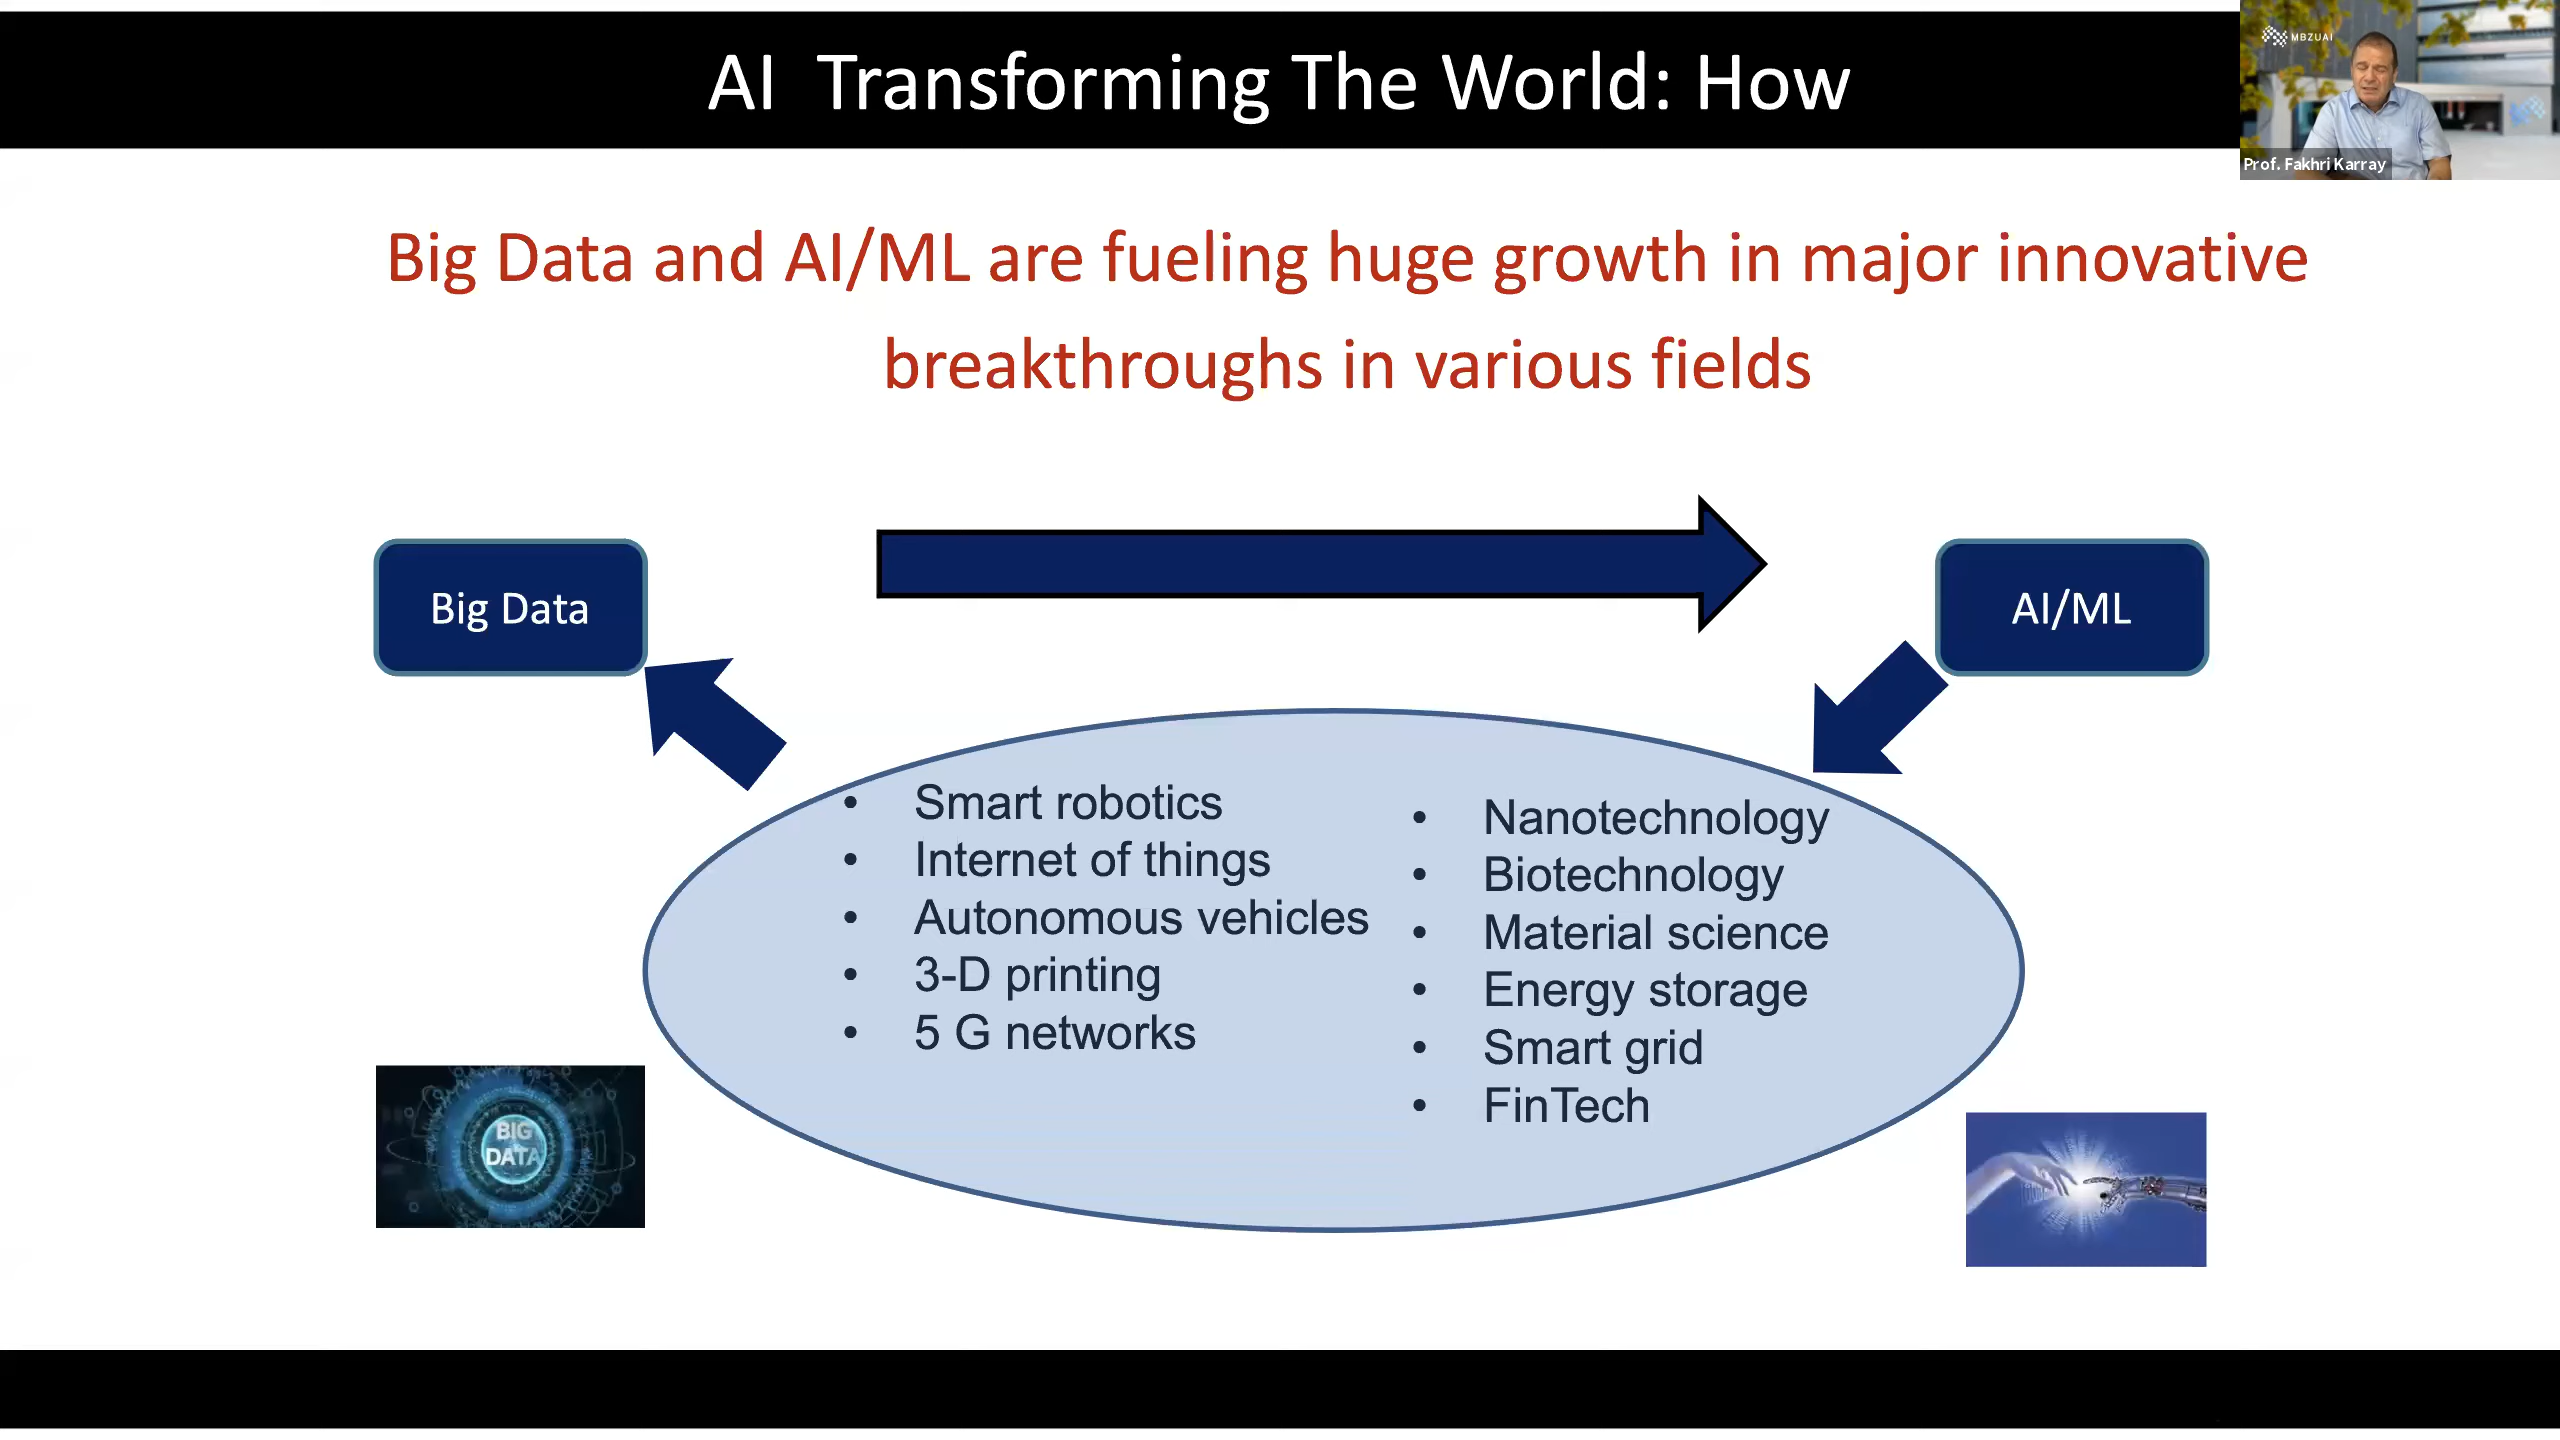 AI Transforming The World: How
MBZUAI
Prof. Fakhri Karray
Big Data and AI/ML are fueling huge growth in major innovative
breakthroughs in various fields
Big Data
AI/ML
• Smart robotics
• Internet of things
• Autonomous vehicles
• 3-D printing
• 5 G networks
• Nanotechnology
• Biotechnology
• Material science
• Energy storage
• Smart grid
• FinTech
BIG
DATA